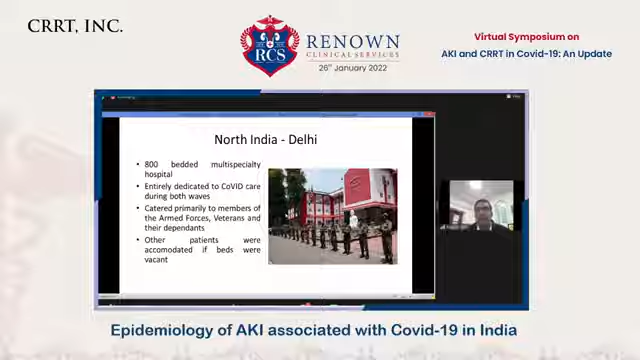 CRRT, INC.
RCS
RENOWN
CLINICAL SERVICES
26th January 2022
Virtual Symposium on
AKI and CRRT in Covid-19: An Update
North India - Delhi
• 800 bedded multispecialty
hospital
• Entirely dedicated to CoVID care
during both waves
• Catered primarily to members of
the Armed Forces, Veterans and
their dependants
• Other patients were
accomodated if beds were
vacant
Epidemiology of AKI associated with Covid-19 in India